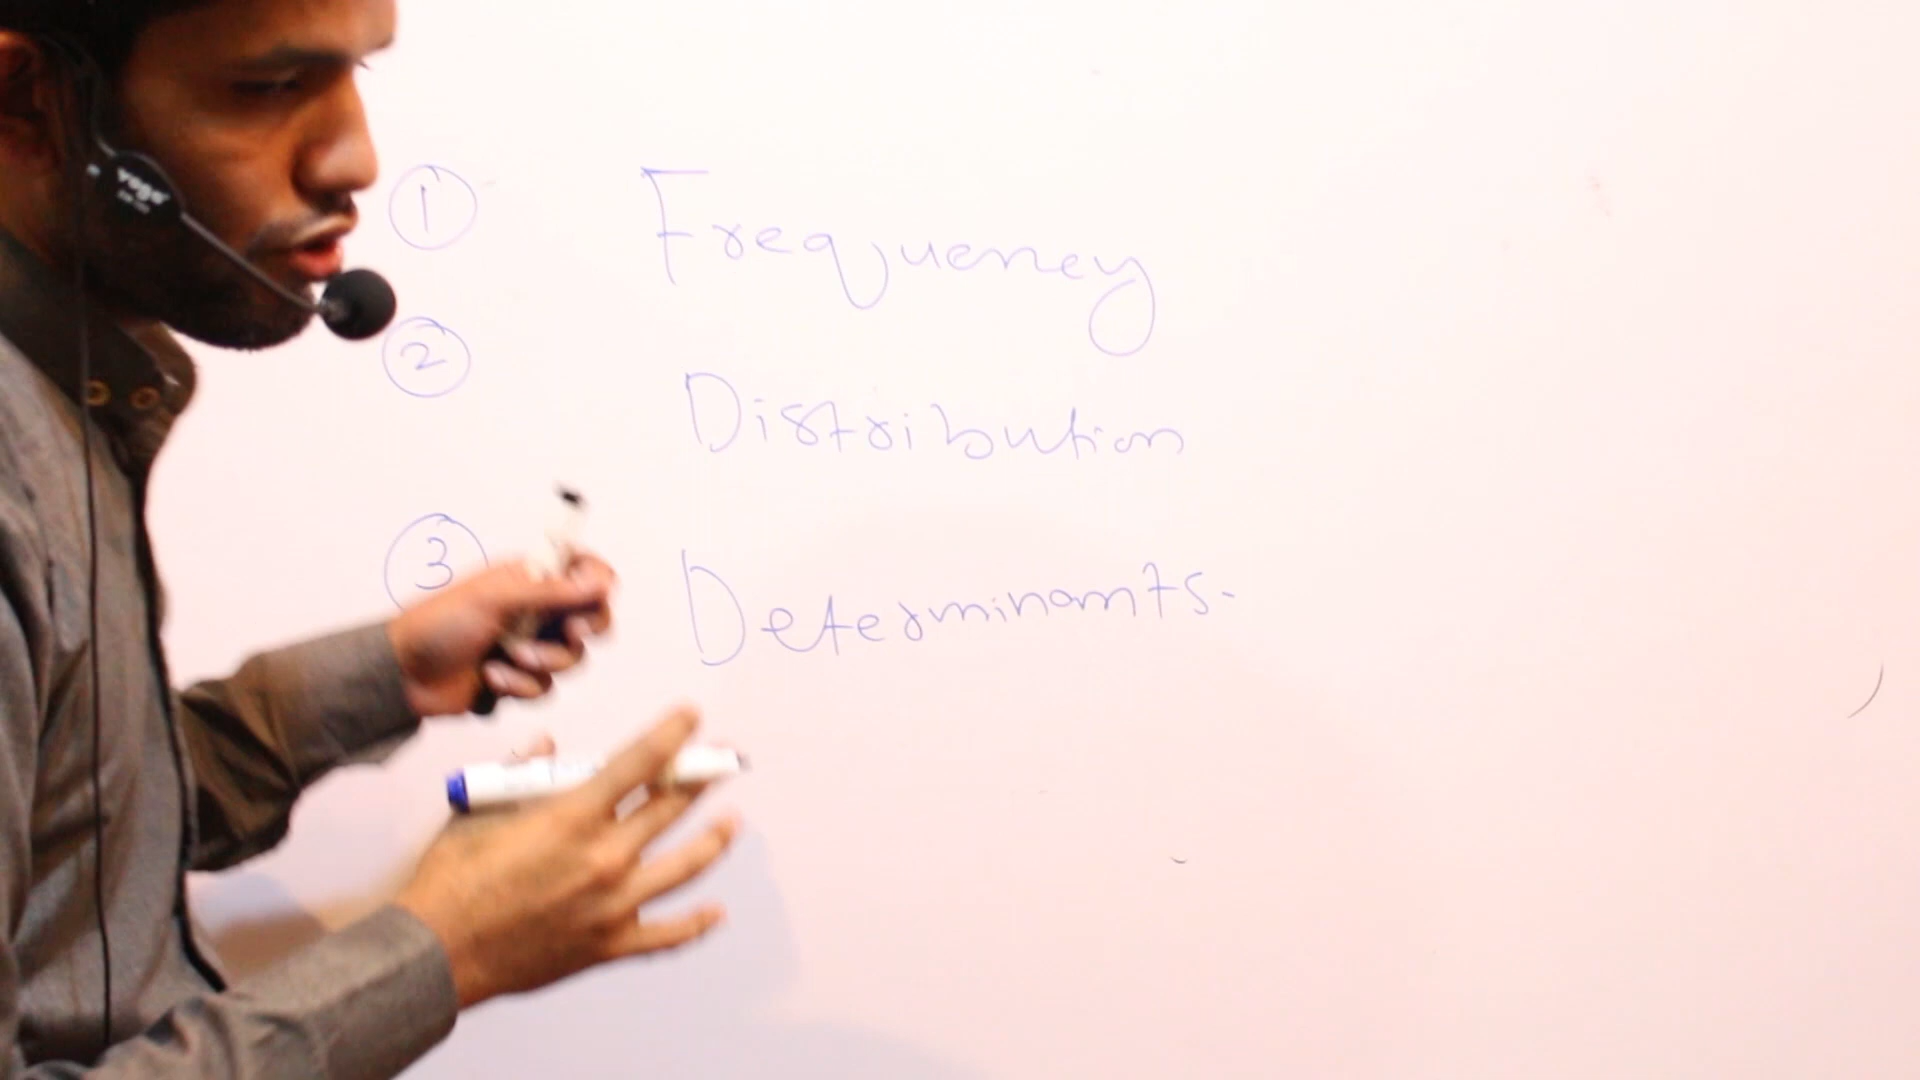 ① Frequency
② Distribution
③ Determinants.